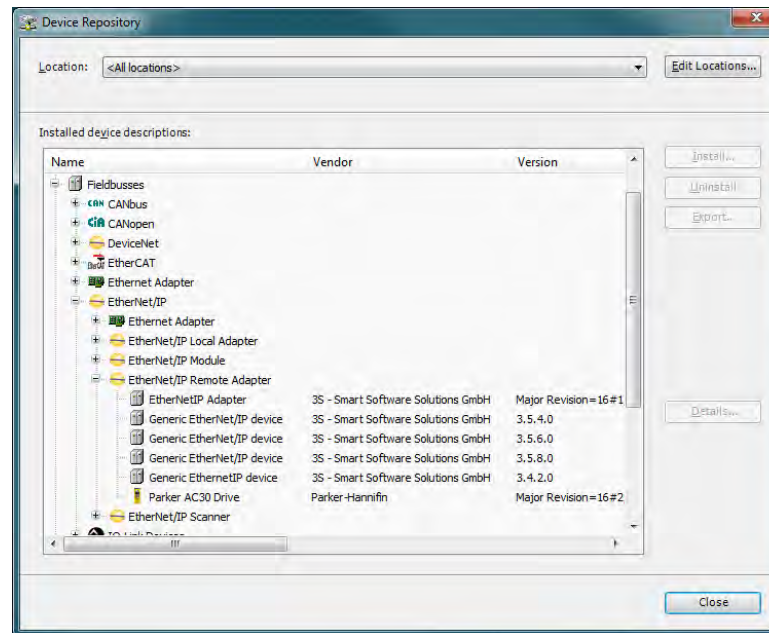 Device Repository
Location: <All locations> Edit Locations...
Installed device descriptions:
Name Vendor Version
Install...
Uninstall
Export...
Fieldbusses
CAN CANbus
CiA CANopen
DeviceNet
EtherCAT
Ethernet Adapter
EtherNet/IP
Ethernet Adapter
EtherNet/IP Local Adapter
EtherNet/IP Module
EtherNet/IP Remote Adapter
EtherNetIP Adapter 3S - Smart Software Solutions GmbH Major Revision=16#1
Generic EtherNet/IP device 3S - Smart Software Solutions GmbH 3.5.4.0
Details...
Generic EtherNet/IP device 3S - Smart Software Solutions GmbH 3.5.6.0
Generic EtherNet/IP device 3S - Smart Software Solutions GmbH 3.5.8.0
Generic EthernetIP device 3S - Smart Software Solutions GmbH 3.4.2.0
Parker AC30 Drive Parker-Hannifin Major Revision=16#2
EtherNet/IP Scanner
IO-Link Devices
Close